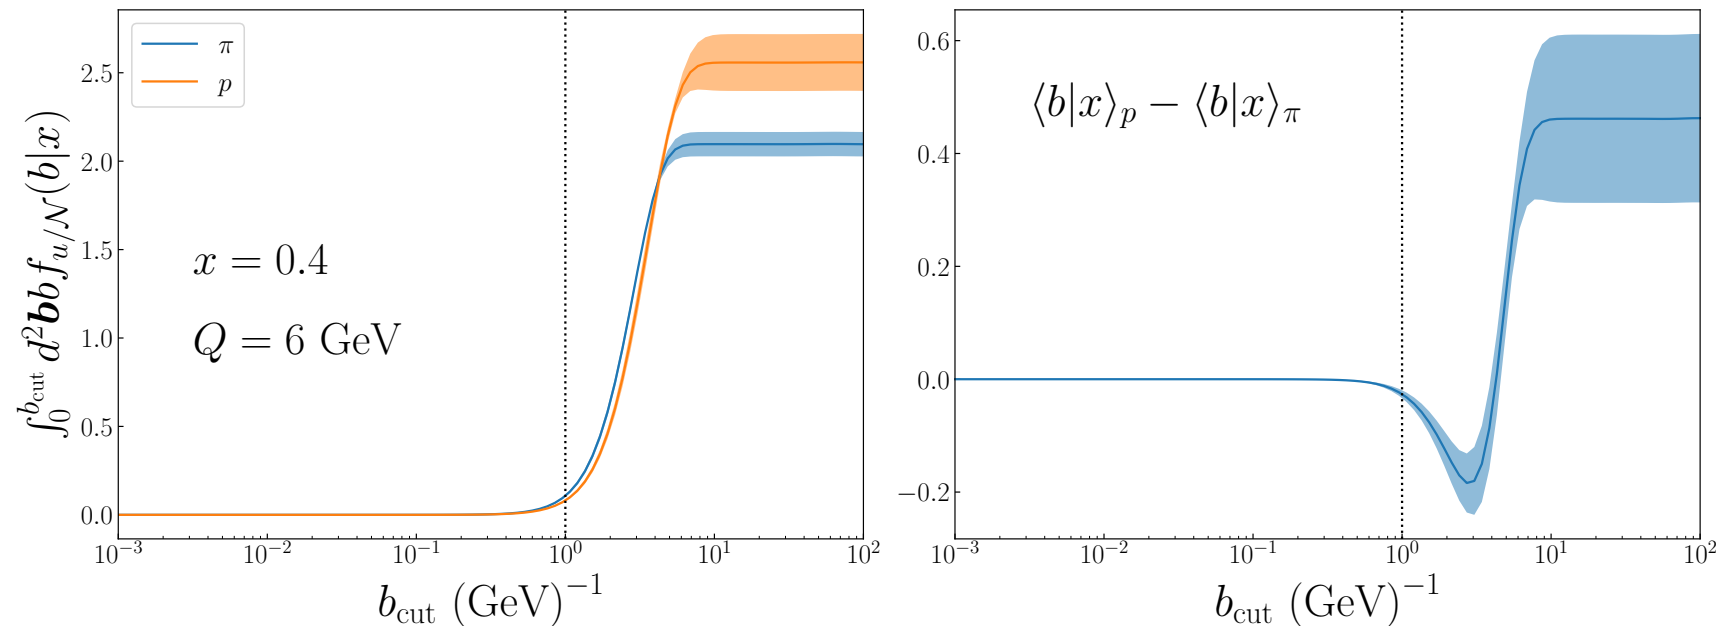 π
p
2.5
2.0
1.5
1.0
0.5
0.0
∫₀^{b_cut} d²𝒃 b f_{u/𝒩}(b|x)
x = 0.4
Q = 6 GeV
10⁻³ 10⁻² 10⁻¹ 10⁰ 10¹ 10²
b_cut (GeV)⁻¹
⟨b|x⟩_p − ⟨b|x⟩_π
0.6
0.4
0.2
0.0
−0.2
10⁻³ 10⁻² 10⁻¹ 10⁰ 10¹ 10²
b_cut (GeV)⁻¹